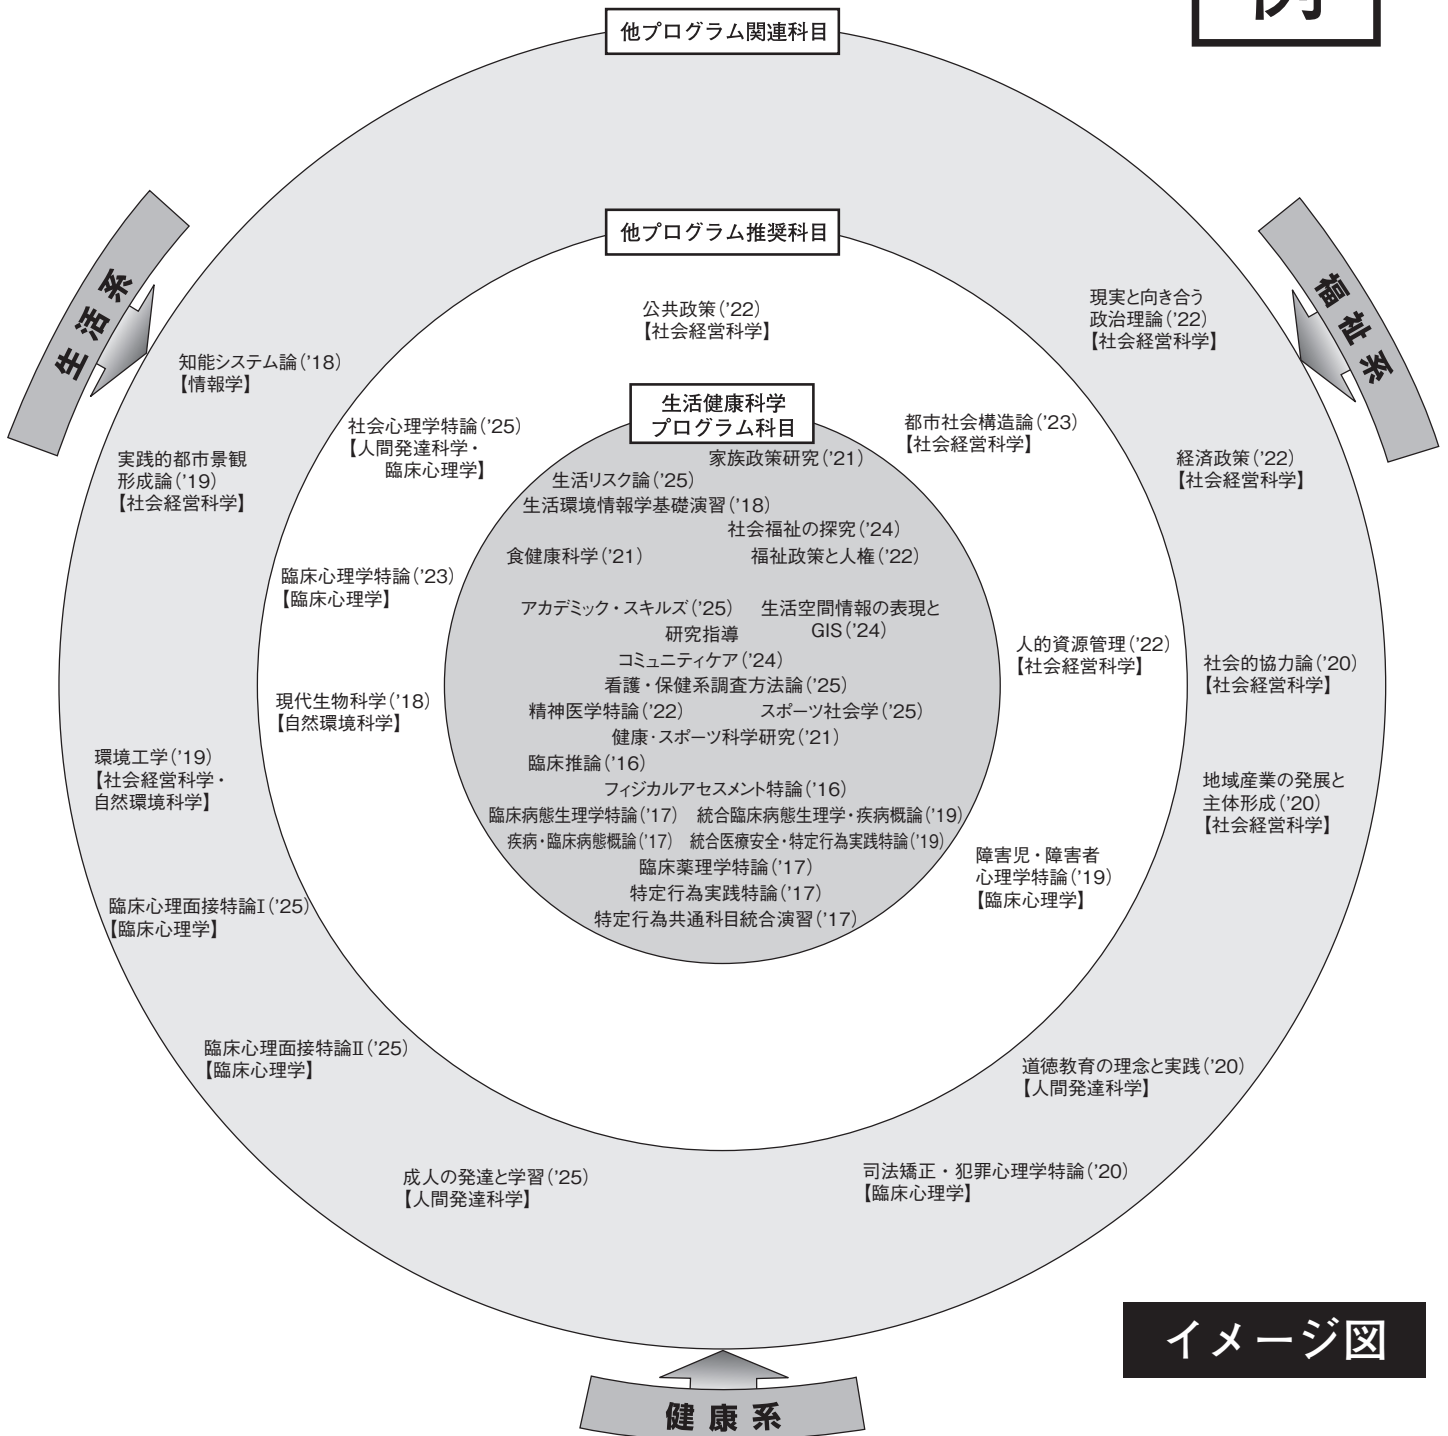 例
他プログラム関連科目
他プログラム推奨科目
生活系
福祉系
公共政策(’22)
【社会経営科学】
現実と向き合う
政治理論(’22)
【社会経営科学】
知能システム論(’18)
【情報学】
生活健康科学
プログラム科目
社会心理学特論(’25)
【人間発達科学・
臨床心理学】
都市社会構造論(’23)
【社会経営科学】
実践的都市景観
形成論(’19)
【社会経営科学】
経済政策(’22)
【社会経営科学】
家族政策研究(’21)
生活リスク論(’25)
生活環境情報学基礎演習(’18)
社会福祉の探究(’24)
食健康科学(’21)
福祉政策と人権(’22)
臨床心理学特論(’23)
【臨床心理学】
アカデミック・スキルズ(’25)
生活空間情報の表現と
GIS(’24)
研究指導
コミュニティケア(’24)
看護・保健系調査方法論(’25)
精神医学特論(’22)
スポーツ社会学(’25)
健康・スポーツ科学研究(’21)
臨床推論(’16)
フィジカルアセスメント特論(’16)
臨床病態生理学特論(’17)
統合臨床病態生理学・疾病概論(’19)
疾病・臨床病態概論(’17)
統合医療安全・特定行為実践特論(’19)
臨床薬理学特論(’17)
特定行為実践特論(’17)
特定行為共通科目統合演習(’17)
人的資源管理(’22)
【社会経営科学】
社会的協力論(’20)
【社会経営科学】
現代生物科学(’18)
【自然環境科学】
環境工学(’19)
【社会経営科学・
自然環境科学】
地域産業の発展と
主体形成(’20)
【社会経営科学】
障害児・障害者
心理学特論(’19)
【臨床心理学】
臨床心理面接特論Ⅰ(’25)
【臨床心理学】
臨床心理面接特論Ⅱ(’25)
【臨床心理学】
道徳教育の理念と実践(’20)
【人間発達科学】
成人の発達と学習(’25)
【人間発達科学】
司法矯正・犯罪心理学特論(’20)
【臨床心理学】
イメージ図
健康系